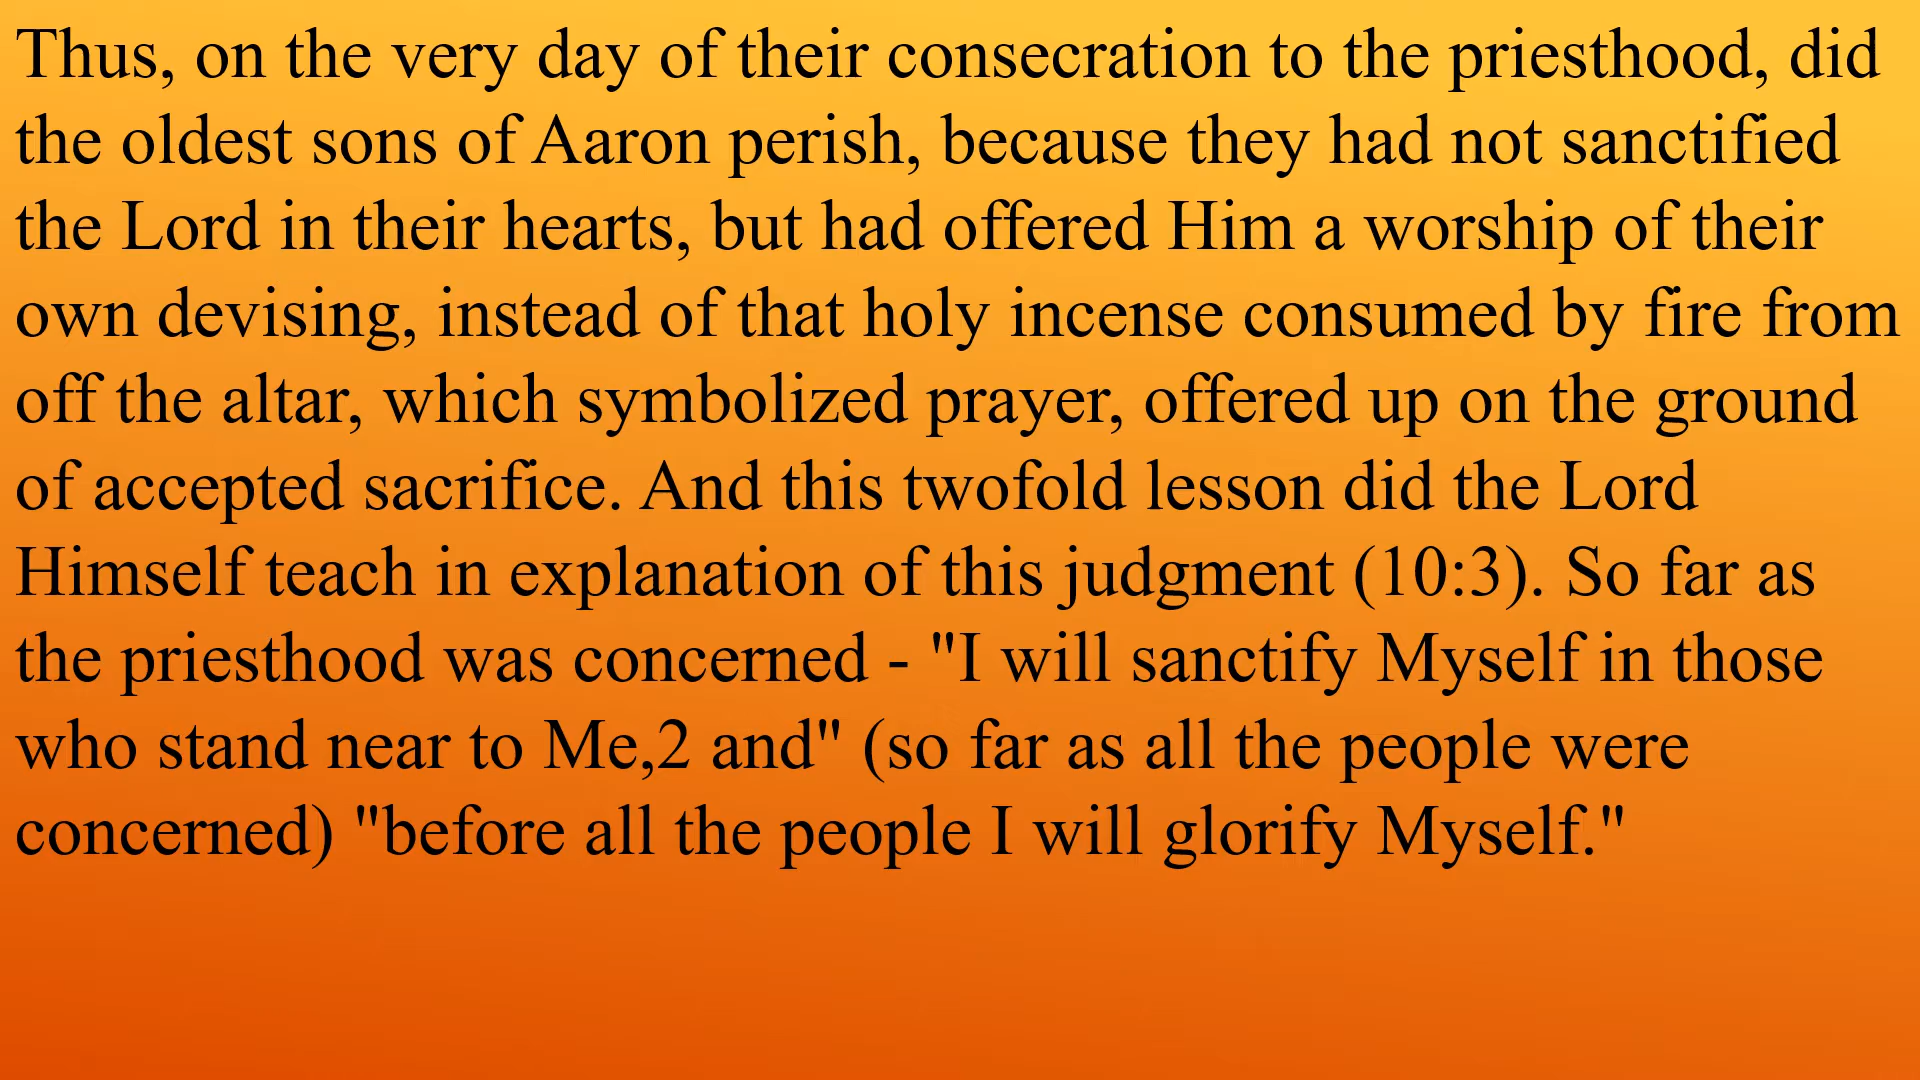 Thus, on the very day of their consecration to the priesthood, did
the oldest sons of Aaron perish, because they had not sanctified
the Lord in their hearts, but had offered Him a worship of their
own devising, instead of that holy incense consumed by fire from
off the altar, which symbolized prayer, offered up on the ground
of accepted sacrifice. And this twofold lesson did the Lord
Himself teach in explanation of this judgment (10:3). So far as
the priesthood was concerned - "I will sanctify Myself in those
who stand near to Me,2 and" (so far as all the people were
concerned) "before all the people I will glorify Myself."